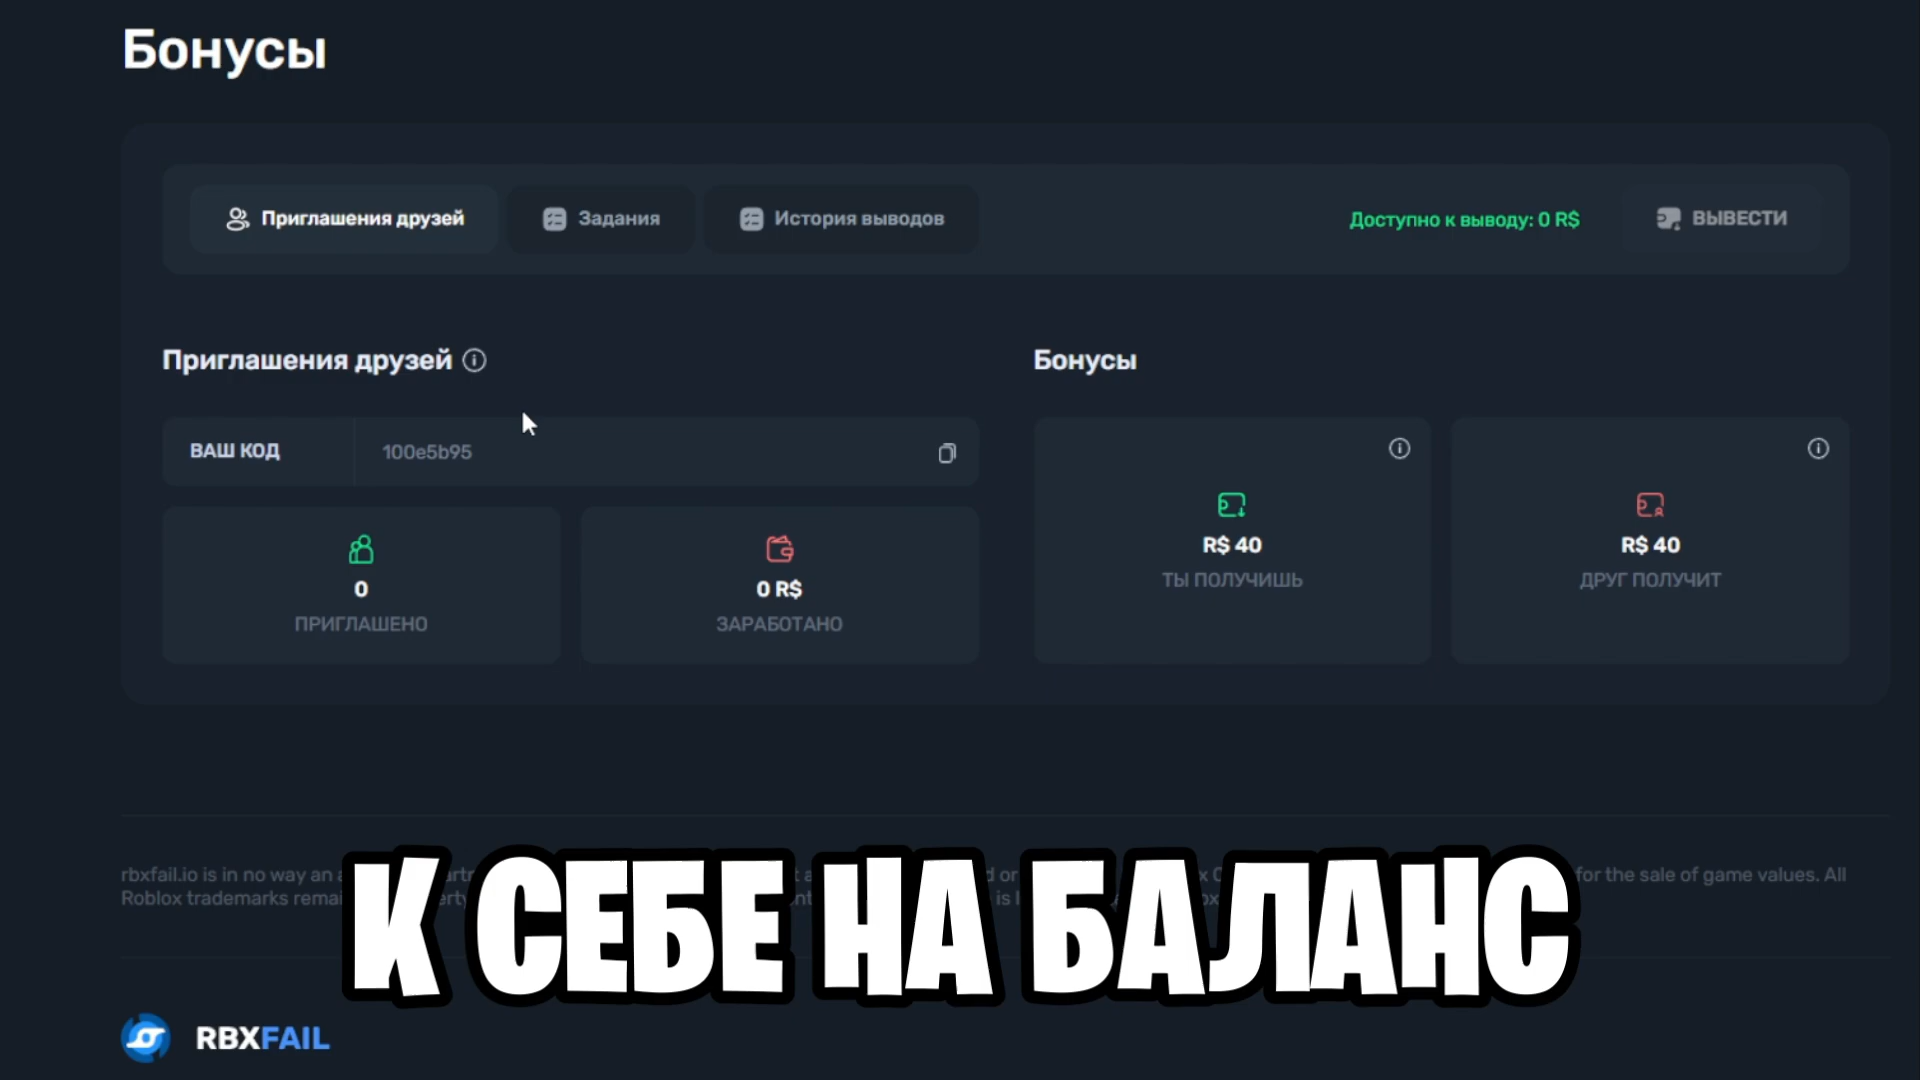 Бонусы
Приглашения друзей
Задания
История выводов
Доступно к выводу: 0 R$
ВЫВЕСТИ
Приглашения друзей
ВАШ КОД
100e5b95
0
ПРИГЛАШЕНО
0 R$
ЗАРАБОТАНО
Бонусы
R$ 40
ТЫ ПОЛУЧИШЬ
R$ 40
ДРУГ ПОЛУЧИТ
rbxfail.io is in no way an for the sale of game values. All
Roblox trademarks
К СЕБЕ НА БАЛАНС
RBXFAIL